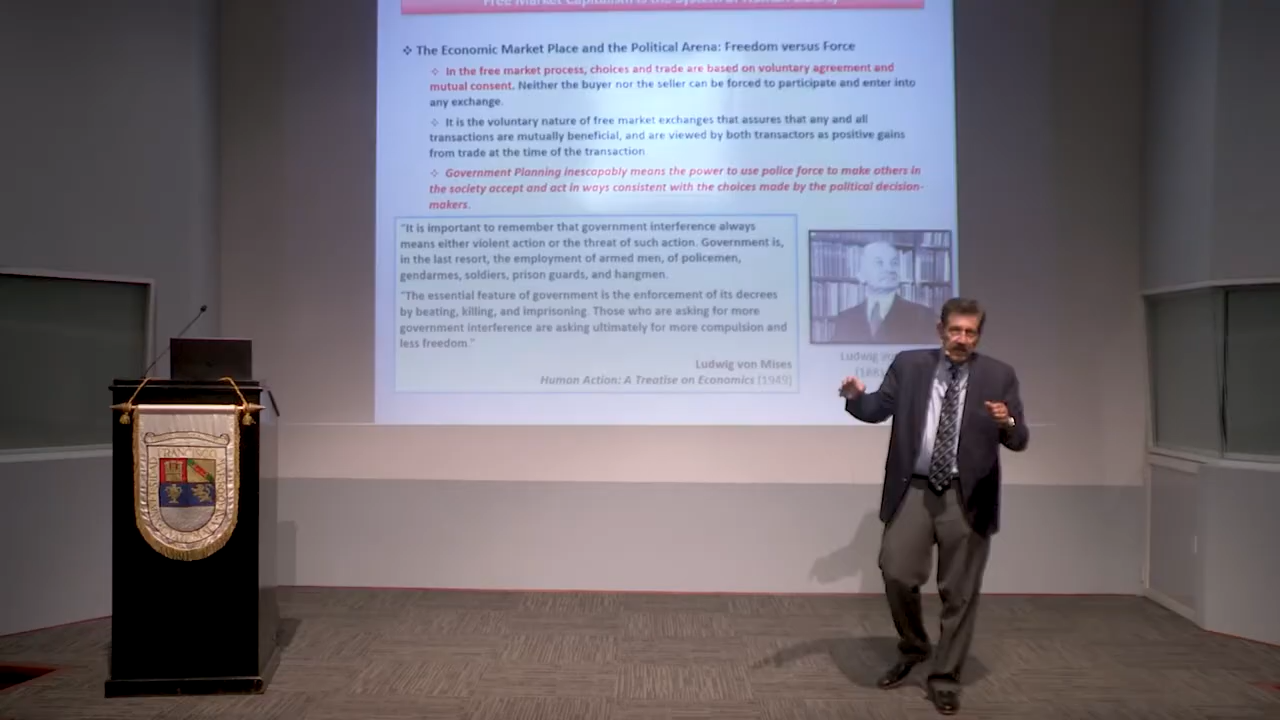 Free Market Capitalism is the System of Human Liberty
❖ The Economic Market Place and the Political Arena: Freedom versus Force
✧ In the free market process, choices and trade are based on voluntary agreement and
mutual consent. Neither the buyer nor the seller can be forced to participate and enter into
any exchange.
✧ It is the voluntary nature of free market exchanges that assures that any and all
transactions are mutually beneficial, and are viewed by both transactors as positive gains
from trade at the time of the transaction
✧ Government Planning inescapably means the power to use police force to make others in
the society accept and act in ways consistent with the choices made by the political decision-
makers.
"It is important to remember that government interference always
means either violent action or the threat of such action. Government is,
in the last resort, the employment of armed men, of policemen,
gendarmes, soldiers, prison guards, and hangmen.
"The essential feature of government is the enforcement of its decrees
by beating, killing, and imprisoning. Those who are asking for more
government interference are asking ultimately for more compulsion and
less freedom."
Ludwig von Mises
Human Action: A Treatise on Economics (1949)
Ludwig
FRANCISCO